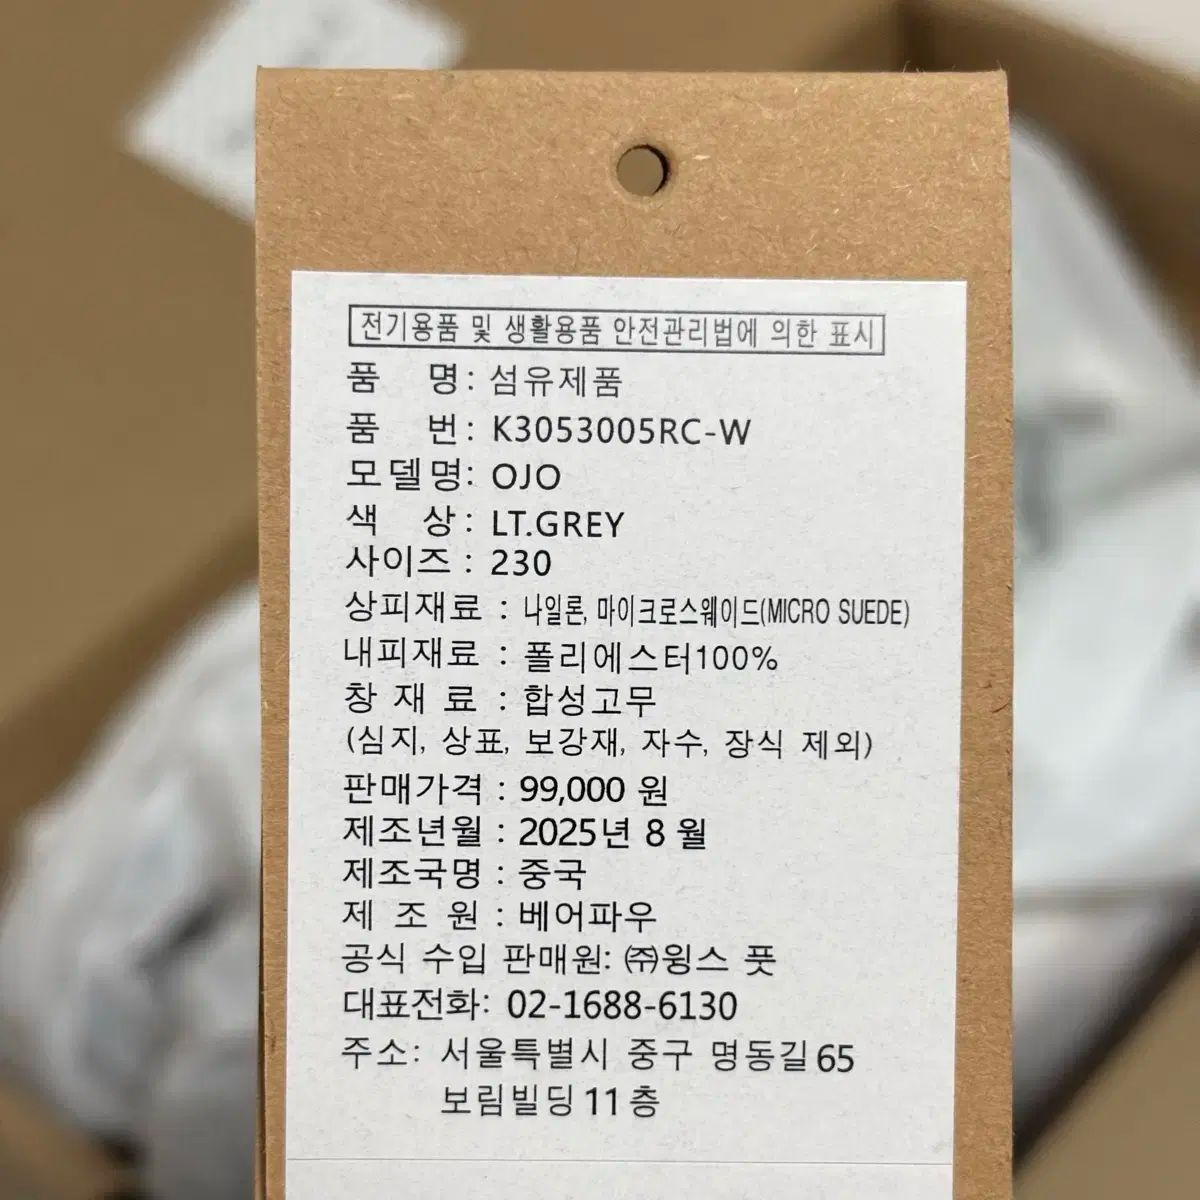 전기용품 및 생활용품 안전관리법에 의한 표시
품 명: 섬유제품
품 번: K3053005RC-W
모델명: OJO
색 상: LT.GREY
사이즈 : 230
상피재료 : 나일론, 마이크로스웨이드(MICRO SUEDE)
내피재료 : 폴리에스터100%
창 재 료 : 합성고무
(심지, 상표, 보강재, 자수, 장식 제외)
판매가격 : 99,000 원
제조년월 : 2025년 8 월
제조국명 : 중국
제 조 원 : 베어파우
공식 수입 판매원: ㈜윙스 풋
대표전화: 02-1688-6130
주소: 서울특별시 중구 명동길 65
보림빌딩 11 층